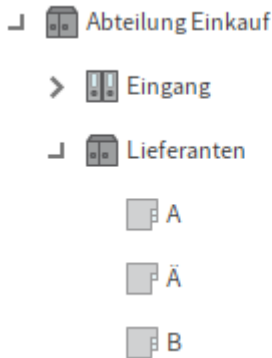 Abteilung Einkauf
Eingang
Lieferanten
A
Ä
B